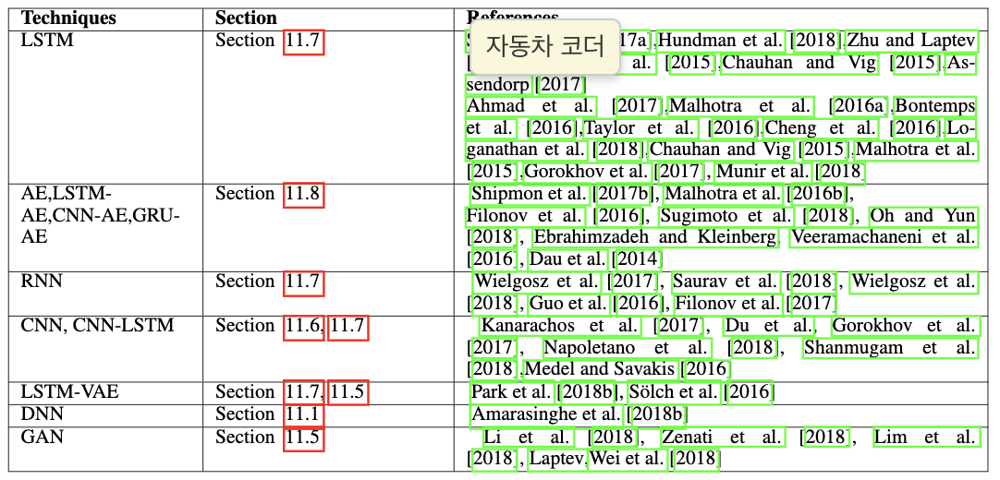 Techniques Section References
LSTM Section 11.7 17a],Hundman et al. [2018],Zhu and Laptev
자동차 코더
al. [2015],Chauhan and Vig [2015],As-
sendorp [2017]
Ahmad et al. [2017],Malhotra et al. [2016a],Bontemps
et al. [2016],Taylor et al. [2016],Cheng et al. [2016],Lo-
ganathan et al. [2018],Chauhan and Vig [2015],Malhotra et al.
[2015],Gorokhov et al. [2017], Munir et al. [2018]
AE,LSTM- Section 11.8 Shipmon et al. [2017b], Malhotra et al. [2016b],
AE,CNN-AE,GRU- Filonov et al. [2016], Sugimoto et al. [2018], Oh and Yun
AE [2018], Ebrahimzadeh and Kleinberg, Veeramachaneni et al.
[2016], Dau et al. [2014]
RNN Section 11.7 Wielgosz et al. [2017], Saurav et al. [2018], Wielgosz et al.
[2018], Guo et al. [2016], Filonov et al. [2017]
CNN, CNN-LSTM Section 11.6, 11.7 Kanarachos et al. [2017], Du et al., Gorokhov et al.
[2017], Napoletano et al. [2018], Shanmugam et al.
[2018],Medel and Savakis [2016]
LSTM-VAE Section 11.7, 11.5 Park et al. [2018b], Sölch et al. [2016]
DNN Section 11.1 Amarasinghe et al. [2018b]
GAN Section 11.5 Li et al. [2018], Zenati et al. [2018], Lim et al.
[2018], Laptev,Wei et al. [2018]